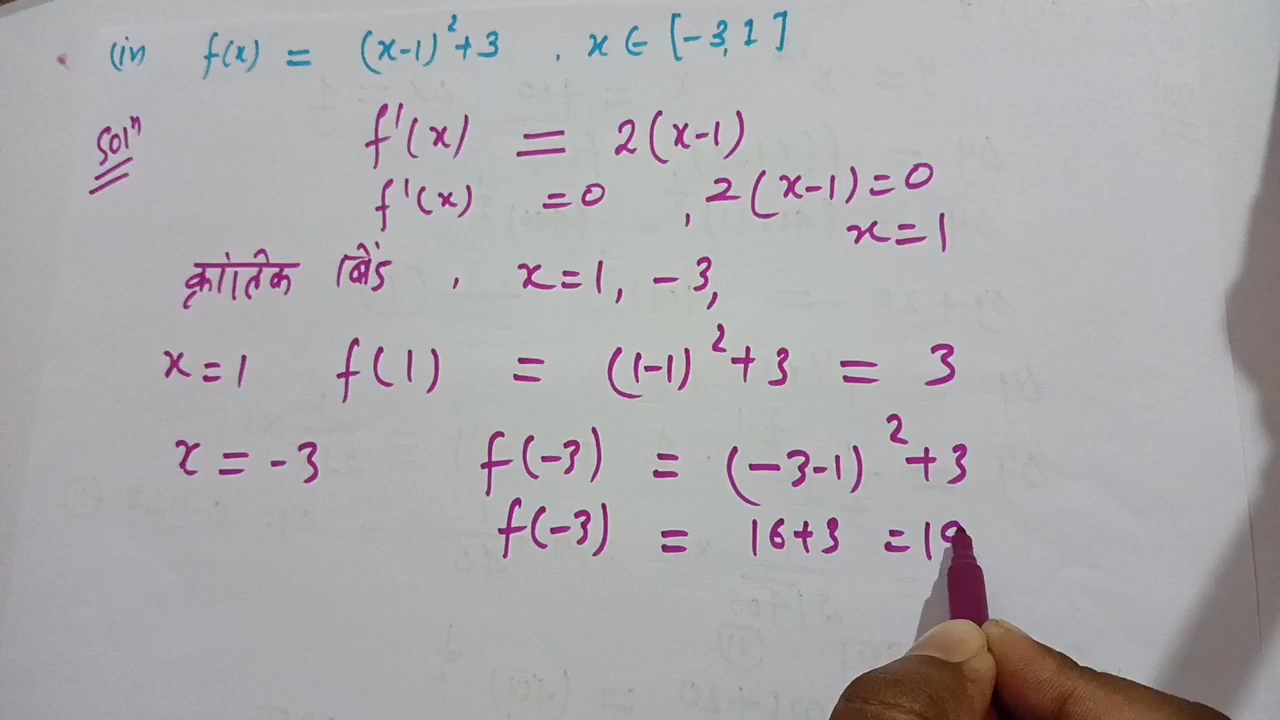 (iv) f(x) = (x-1)²+3 , x ∈ [-3,1]
Solⁿ
f'(x) = 2(x-1)
f'(x) =0 , 2(x-1)=0
x=1
क्रांतिक बिंदु , x=1, -3,
x=1 f(1) = (1-1)²+3 = 3
x=-3 f(-3) = (-3-1)²+3
f(-3) = 16+3 =19